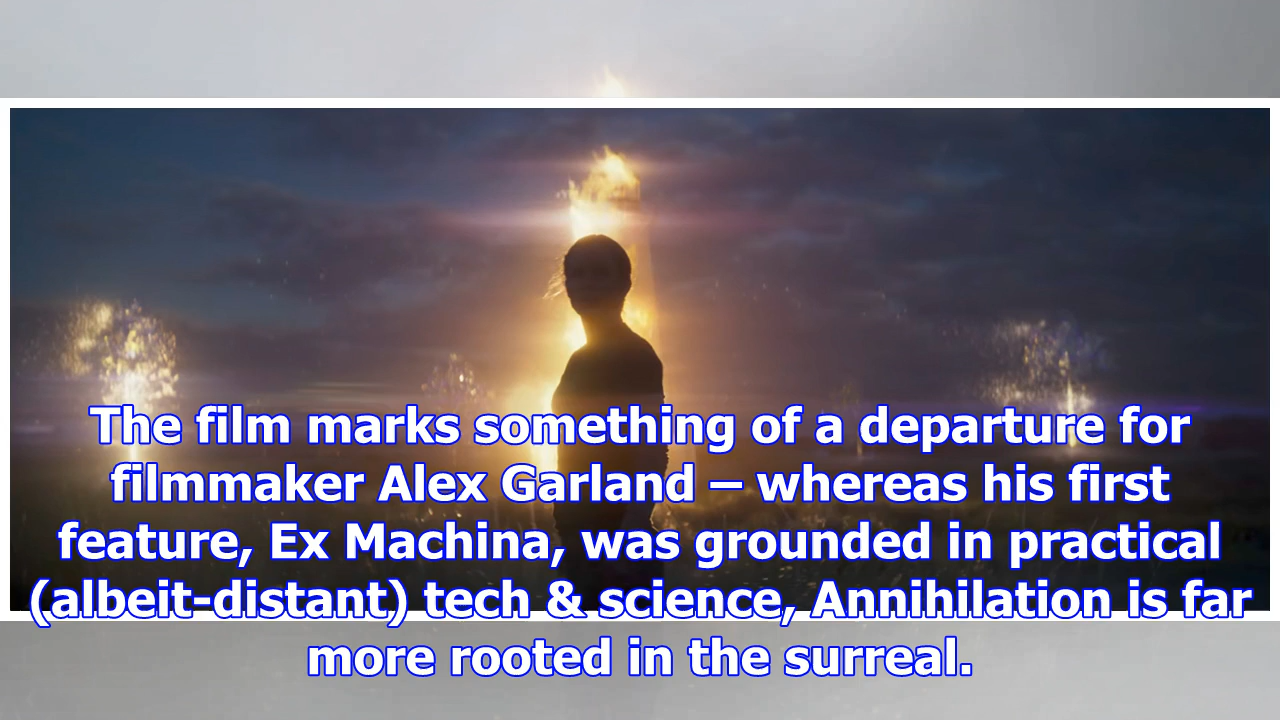 The film marks something of a departure for
filmmaker Alex Garland – whereas his first
feature, Ex Machina, was grounded in practical
(albeit-distant) tech & science, Annihilation is far
more rooted in the surreal.